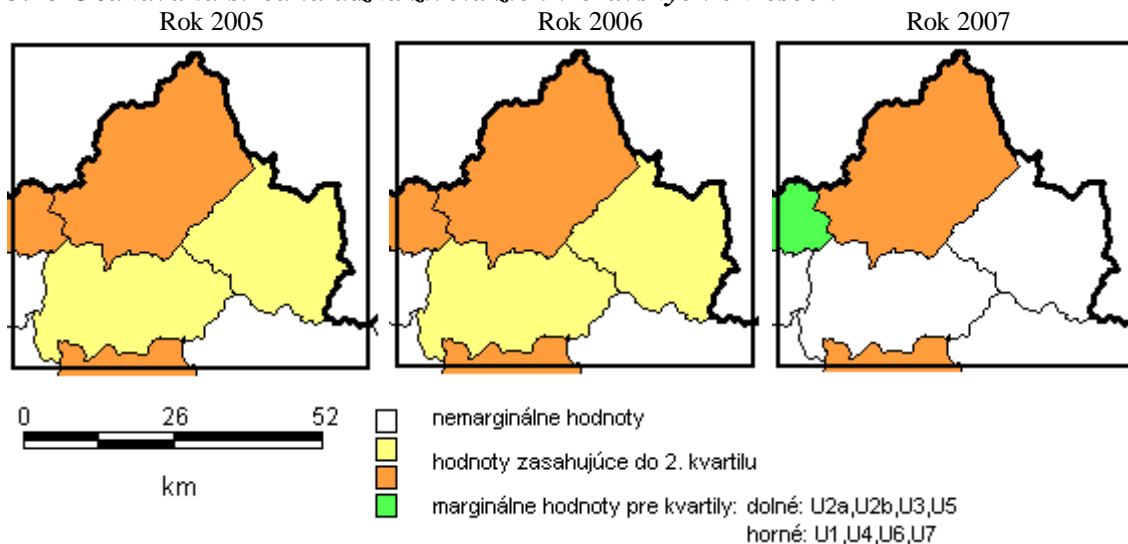 Rok 2005 Rok 2006 Rok 2007
0 26 52
km
nemarginálne hodnoty
hodnoty zasahujúce do 2. kvartilu
marginálne hodnoty pre kvartily: dolné: U2a,U2b,U3,U5
horné: U1,U4,U6,U7